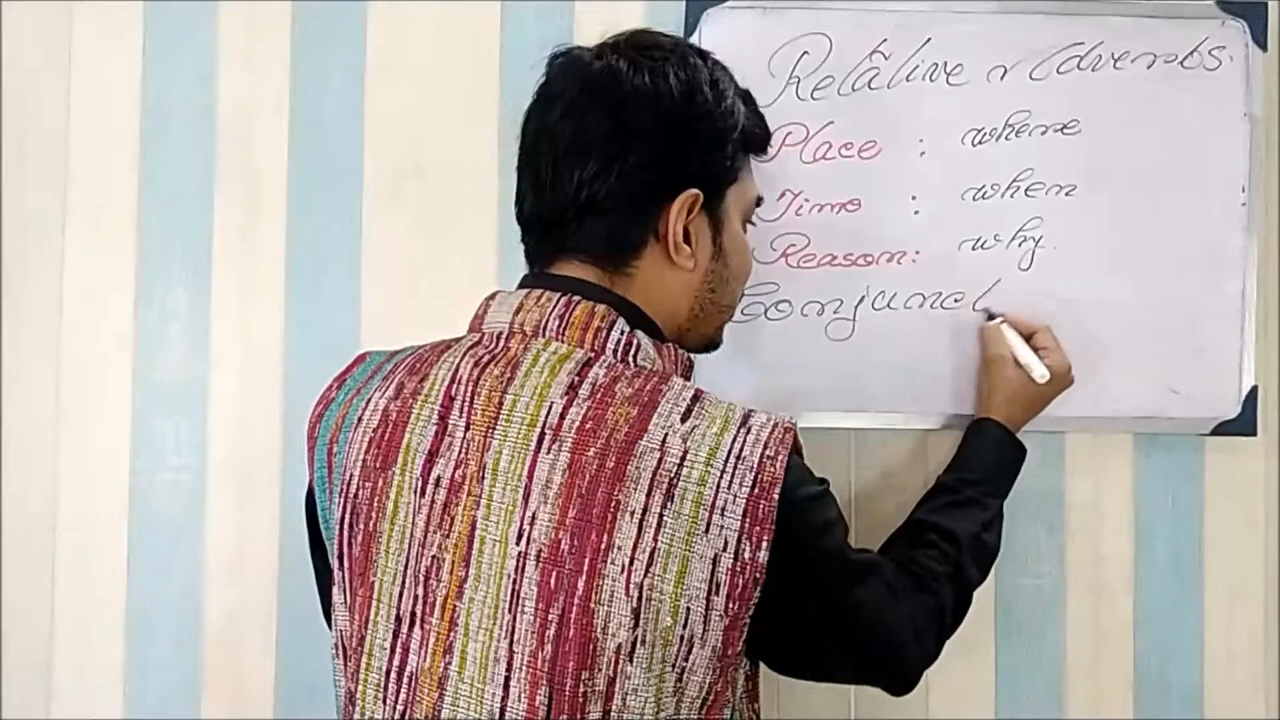 Relative Adverbs.
Place : where
Time : when
Reason: why.
Conjunct